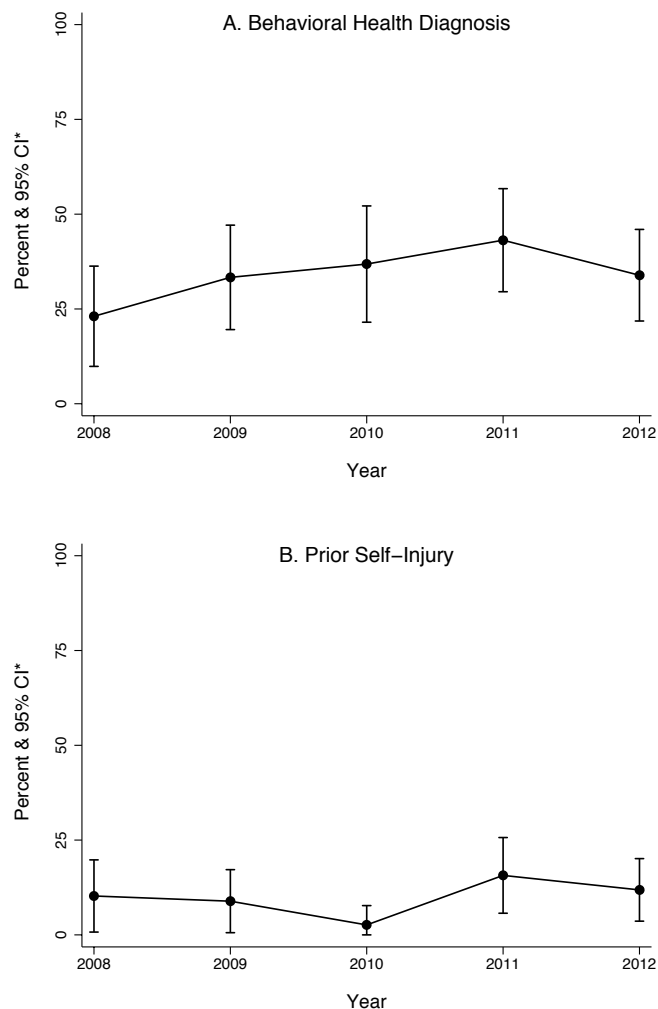 A. Behavioral Health Diagnosis
Percent & 95% CI*
100
75
50
25
0
2008 2009 2010 2011 2012
Year
B. Prior Self−Injury
Percent & 95% CI*
100
75
50
25
0
2008 2009 2010 2011 2012
Year